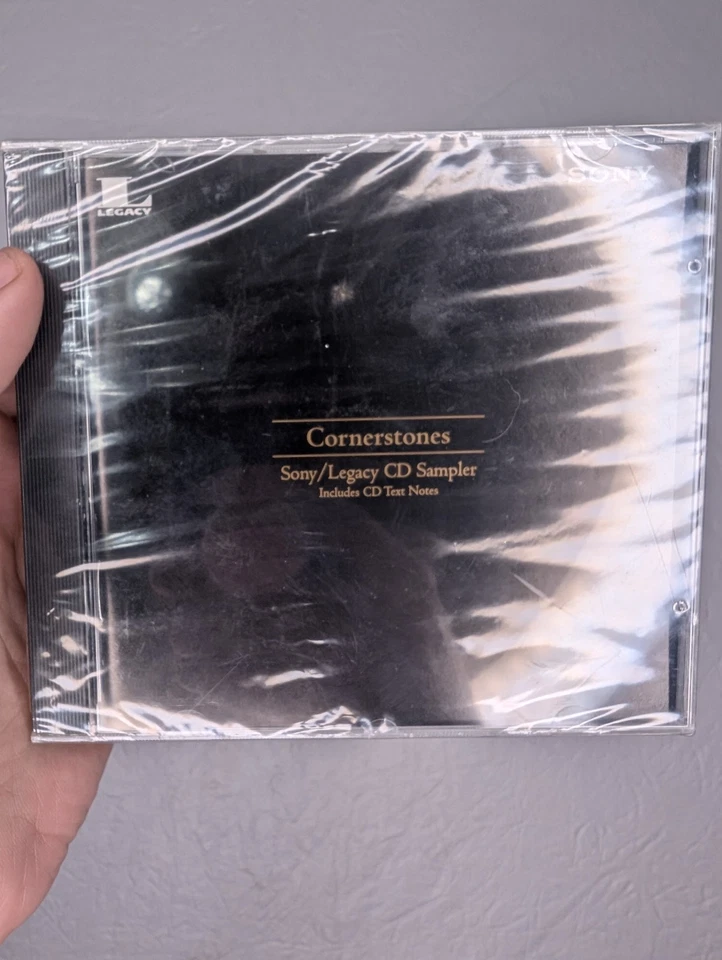 L
LEGACY
SONY
Cornerstones
Sony/Legacy CD Sampler
Includes CD Text Notes